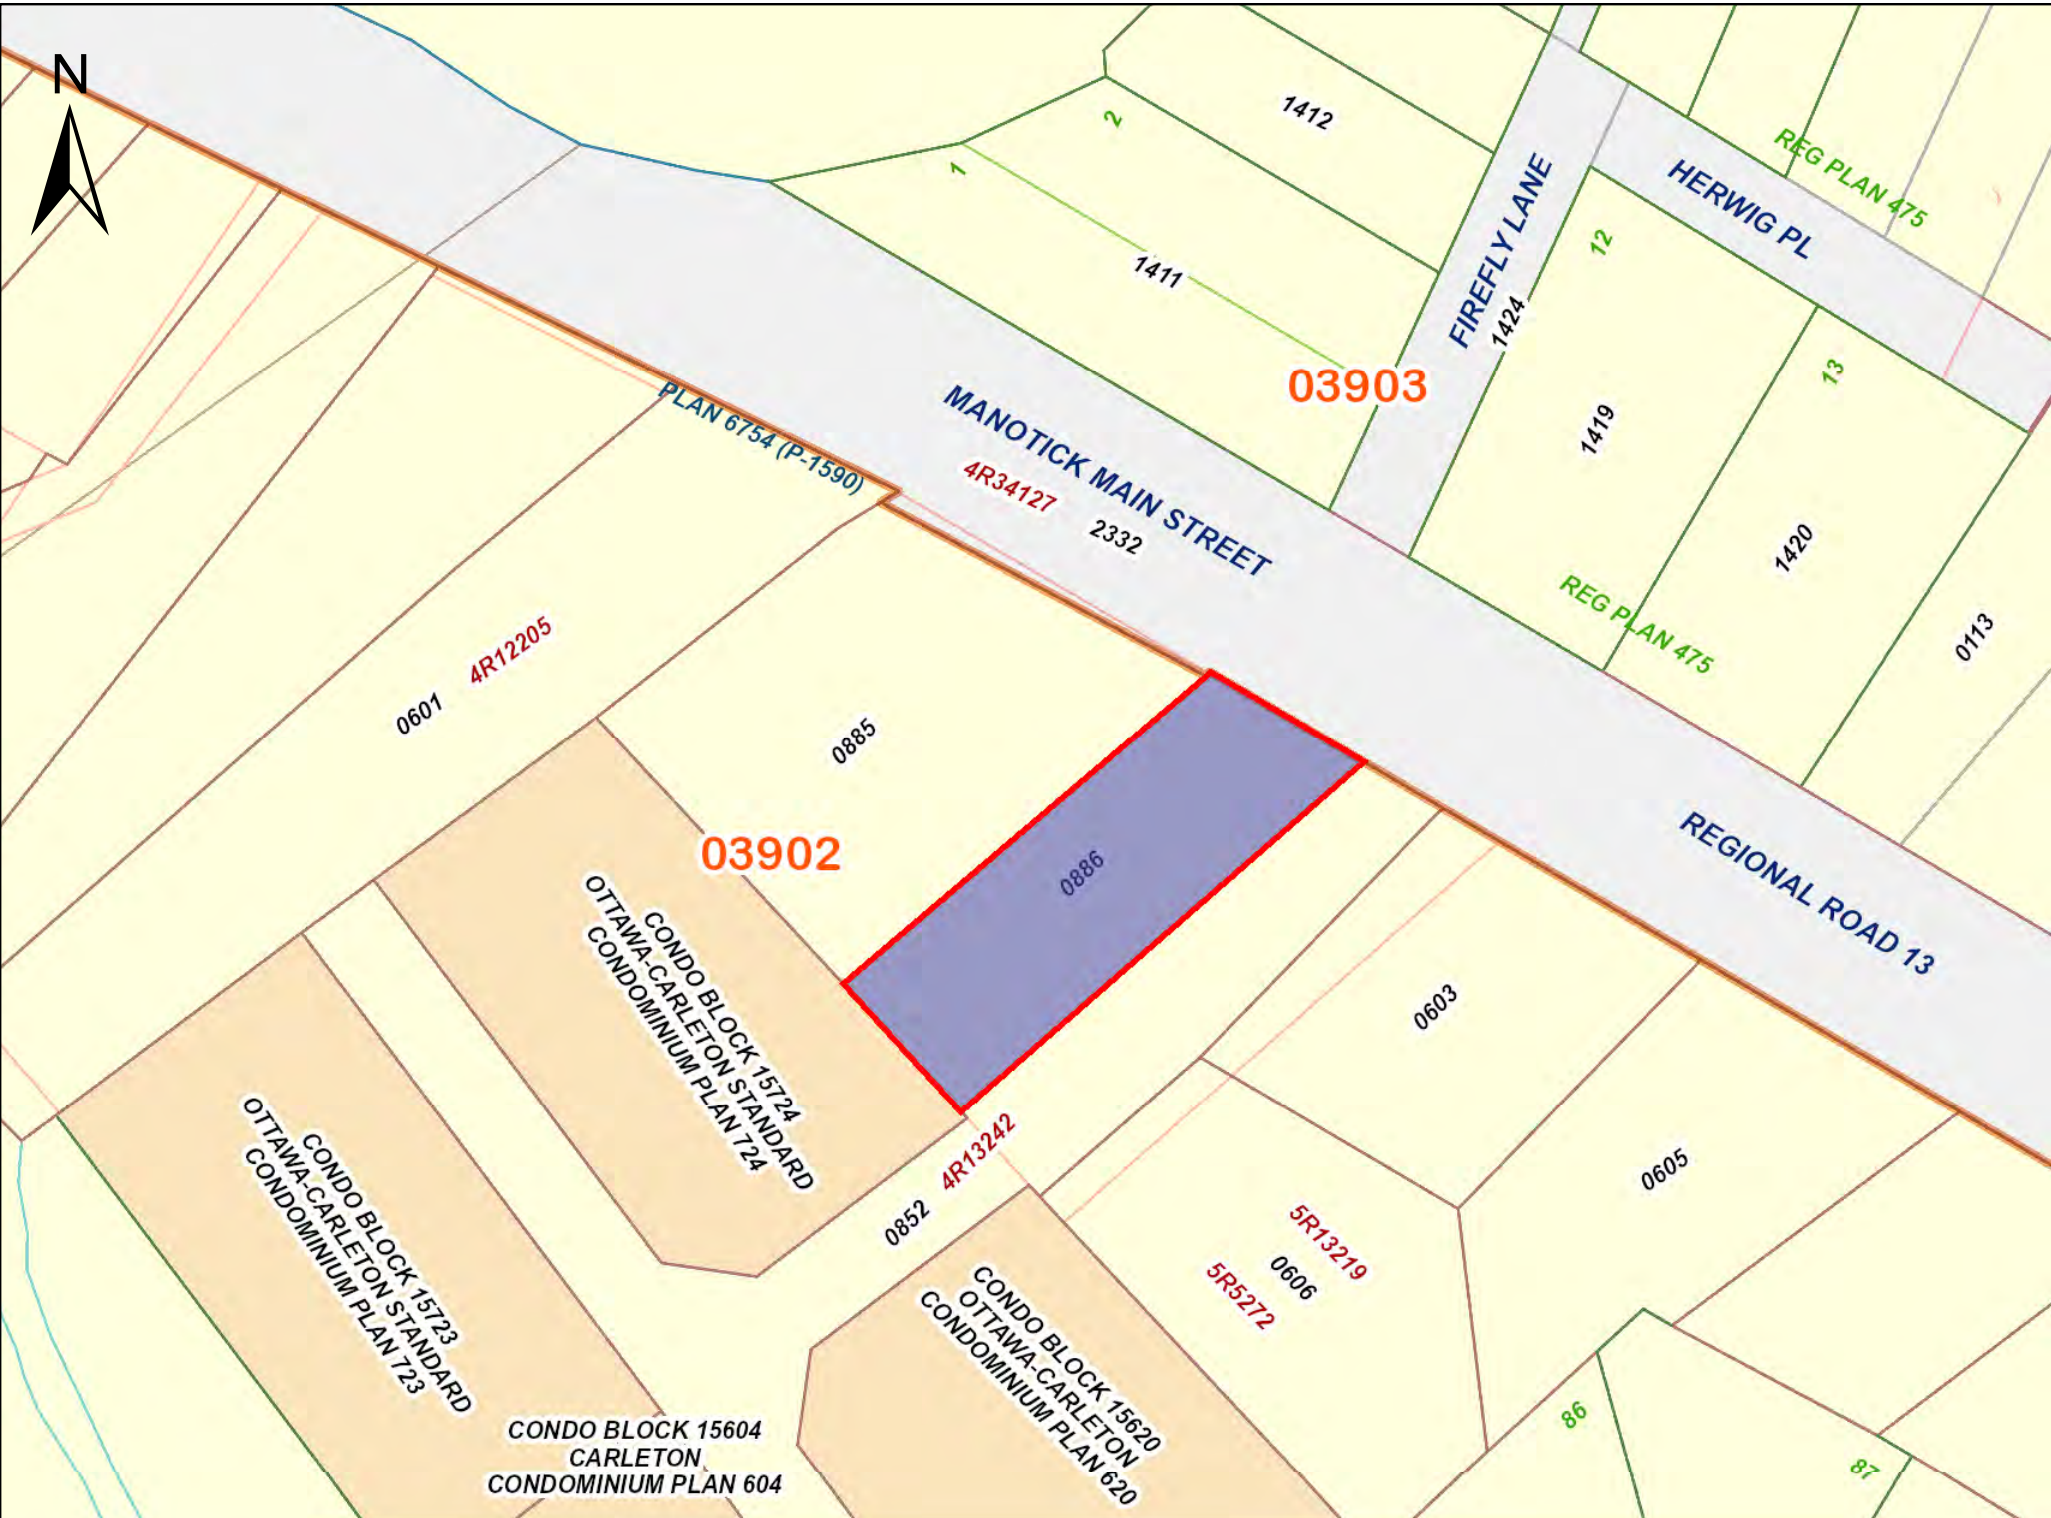 N
1412
2
1
1411
FIREFLY LANE
1424
HERWIG PL
REG PLAN 475
12
13
03903
1419
1420
0113
REG PLAN 475
PLAN 6754 (P-1590)
MANOTICK MAIN STREET
4R34127
2332
4R12205
0601
0885
03902
0886
REGIONAL ROAD 13
0603
0605
CONDO BLOCK 15724
OTTAWA-CARLETON STANDARD
CONDOMINIUM PLAN 724
4R13242
0852
CONDO BLOCK 15723
OTTAWA-CARLETON STANDARD
CONDOMINIUM PLAN 723
5R13219
0606
5R5272
CONDO BLOCK 15620
OTTAWA-CARLETON
CONDOMINIUM PLAN 620
CONDO BLOCK 15604
CARLETON
CONDOMINIUM PLAN 604
86
87